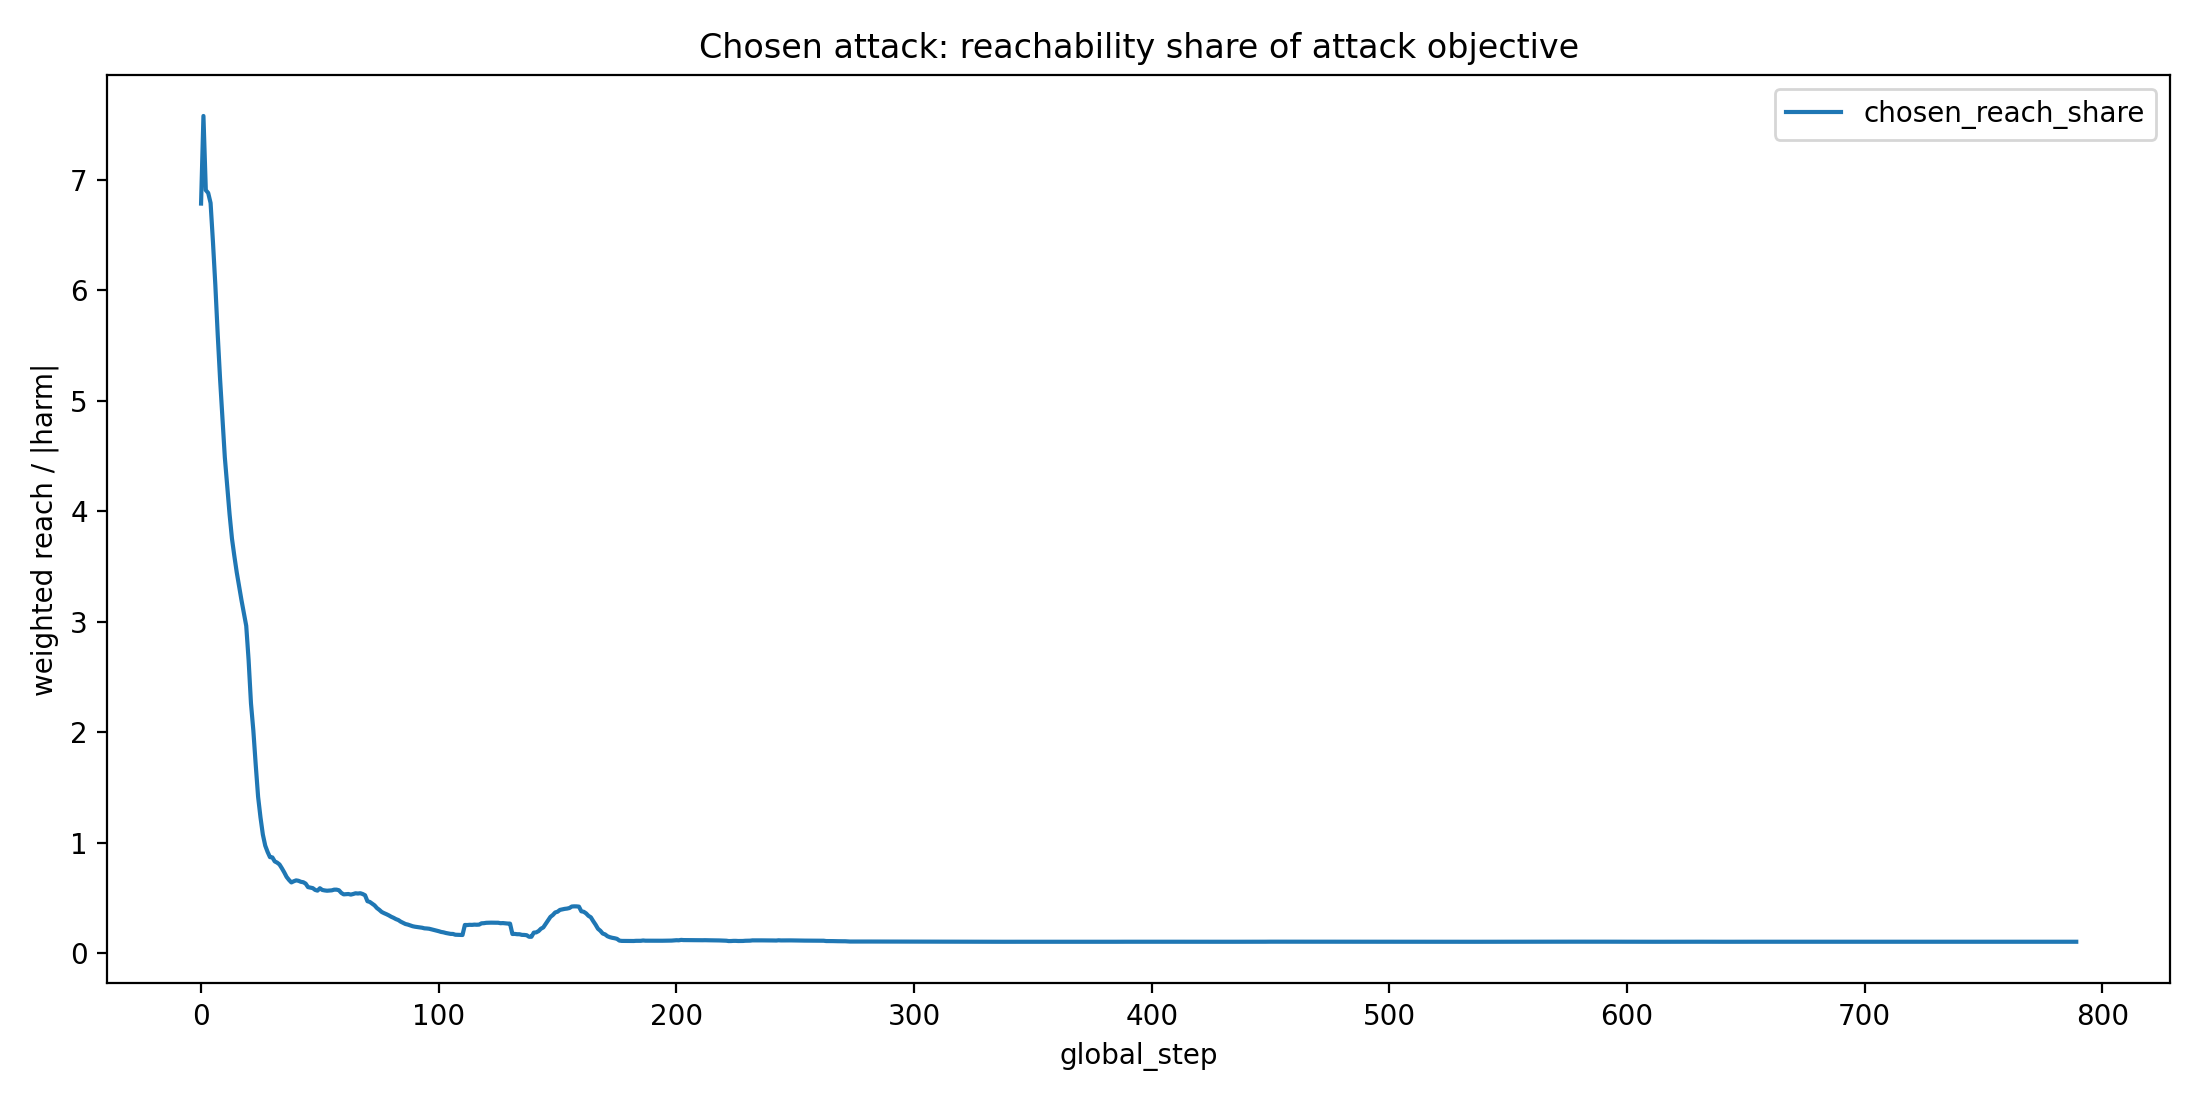 Chosen attack: reachability share of attack objective
chosen_reach_share
weighted reach / |harm|
7
6
5
4
3
2
1
0
0 100 200 300 400 500 600 700 800
global_step